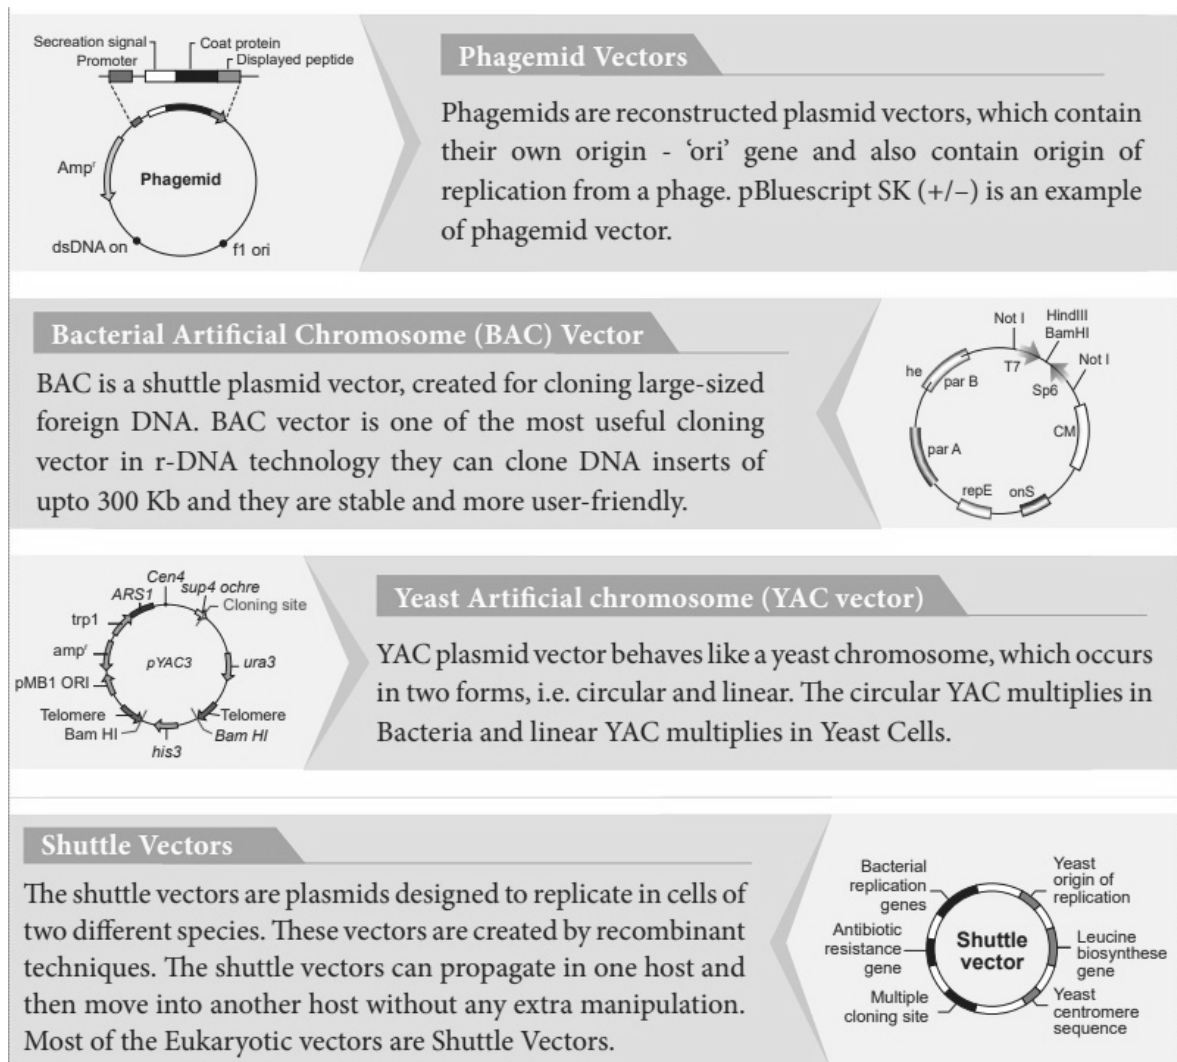 Secreation signal
Coat protein
Promoter
Displayed peptide
Amp^r
Phagemid
dsDNA on
f1 ori
Phagemid Vectors
Phagemids are reconstructed plasmid vectors, which contain
their own origin - ‘ori’ gene and also contain origin of
replication from a phage. pBluescript SK (+/–) is an example
of phagemid vector.
Bacterial Artificial Chromosome (BAC) Vector
BAC is a shuttle plasmid vector, created for cloning large-sized
foreign DNA. BAC vector is one of the most useful cloning
vector in r-DNA technology they can clone DNA inserts of
upto 300 Kb and they are stable and more user-friendly.
Not I
HindIII
BamHI
T7
Not I
Sp6
he
par B
CM
par A
repE
onS
Cen4
ARS1
sup4 ochre
Cloning site
trp1
amp^r
pYAC3
ura3
pMB1 ORI
Telomere
Telomere
Bam HI
Bam HI
his3
Yeast Artificial chromosome (YAC vector)
YAC plasmid vector behaves like a yeast chromosome, which occurs
in two forms, i.e. circular and linear. The circular YAC multiplies in
Bacteria and linear YAC multiplies in Yeast Cells.
Shuttle Vectors
The shuttle vectors are plasmids designed to replicate in cells of
two different species. These vectors are created by recombinant
techniques. The shuttle vectors can propagate in one host and
then move into another host without any extra manipulation.
Most of the Eukaryotic vectors are Shuttle Vectors.
Bacterial
replication
genes
Yeast
origin of
replication
Antibiotic
resistance
gene
Shuttle
vector
Leucine
biosynthese
gene
Multiple
cloning site
Yeast
centromere
sequence